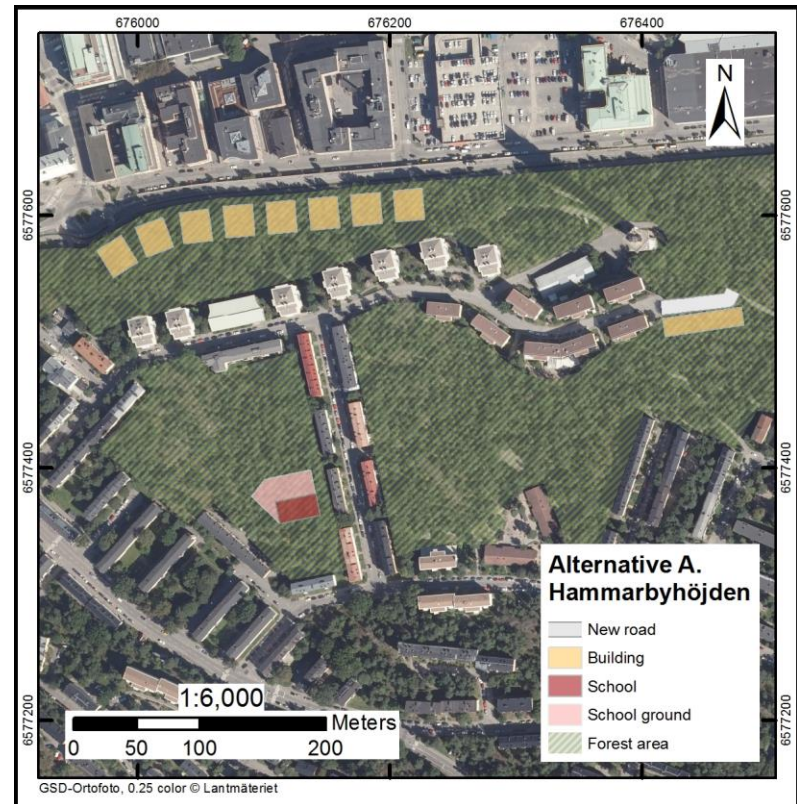 676000
676200
676400
N
6577600
6577600
6577400
6577400
6577200
6577200
Alternative A.
Hammarbyhöjden
New road
Building
School
School ground
Forest area
1:6,000
Meters
0 50 100 200
GSD-Ortofoto, 0.25 color © Lantmäteriet